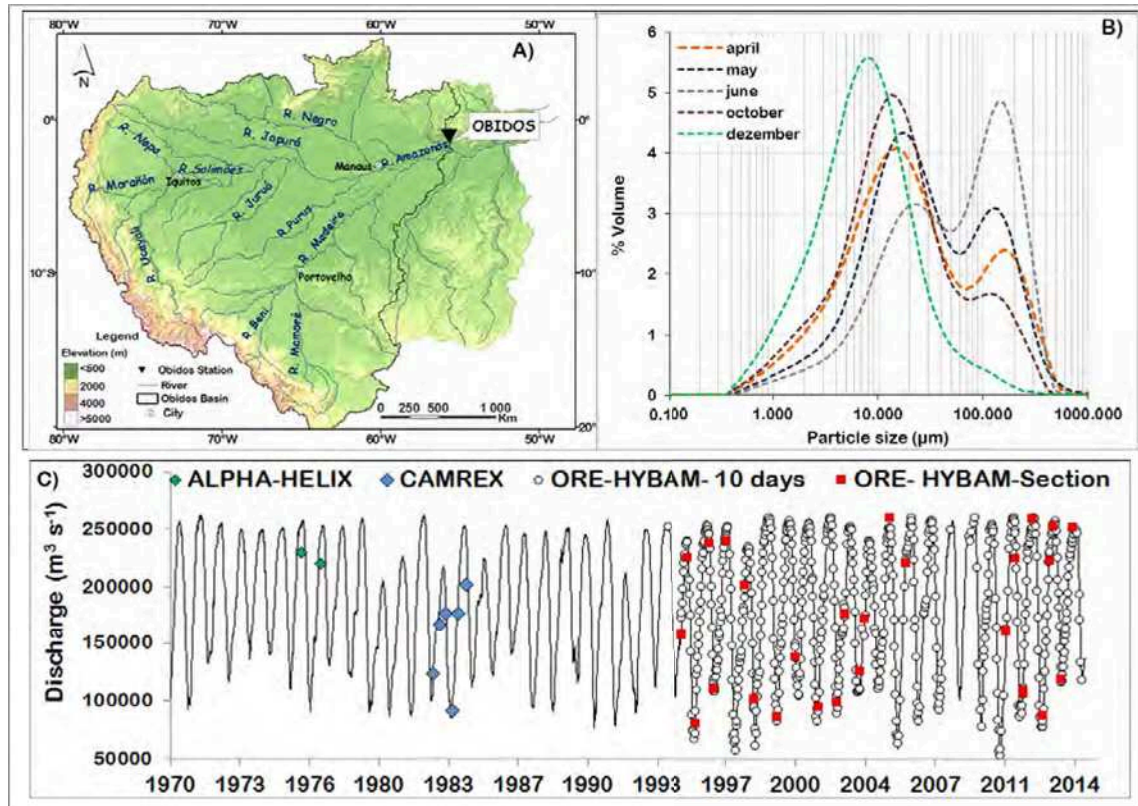 80°W 70°W 60°W 50°W
A)
N
0°
0°
10°S
10°
20°
OBIDOS
R. Negro
R. Japurá
R. Napo
R. Solimões
Iquitos
R. Marañón
Manaus
R. Amazonas
R. Juruá
R. Purus
R. Madeira
R. Ucayali
Portovelho
R. Beni
R. Mamoré
Legend
Elevation (m)
<500
2000
4000
>5000
Obidos Station
River
Obidos Basin
City
0 250 500 1 000
Km
80°W 70°W 60°W 50°W
B)
april
may
june
october
dezember
% Volume
6
5
4
3
2
1
0
0.100 1.000 10.000 100.000 1000.000
Particle size (µm)
C)
ALPHA-HELIX CAMREX ORE-HYBAM- 10 days ORE- HYBAM-Section
Discharge (m³ s⁻¹)
300000
250000
200000
150000
100000
50000
1970 1973 1976 1980 1983 1987 1990 1993 1997 2000 2004 2007 2011 2014